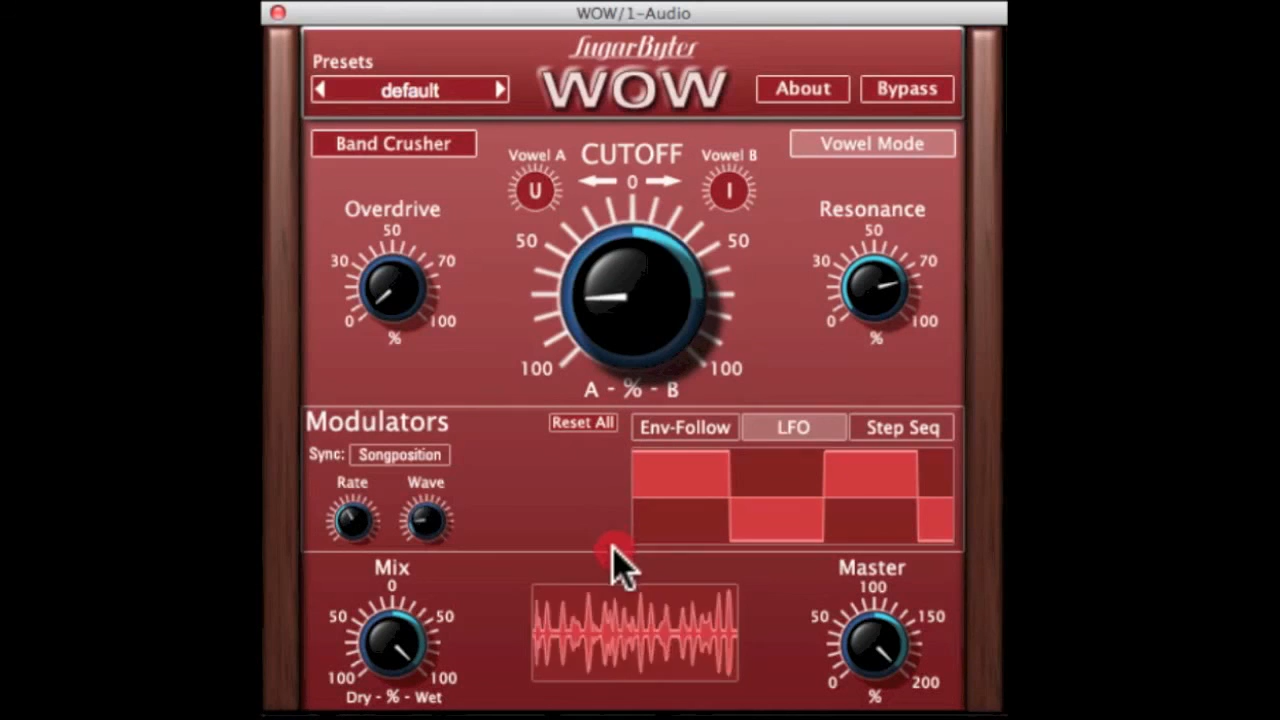 WOW/1-Audio
SugarBytes
Presets
default
WOW
About
Bypass
Band Crusher
Vowel A
CUTOFF
Vowel B
Vowel Mode
U
0
I
Overdrive
Resonance
50
30
70
0
100
%
50
50
100
100
A - % - B
50
30
70
0
100
%
Modulators
Reset All
Env-Follow
LFO
Step Seq
Sync: Songposition
Rate
Wave
Mix
0
50
50
100
100
Dry - % - Wet
Master
100
50
150
0
200
%